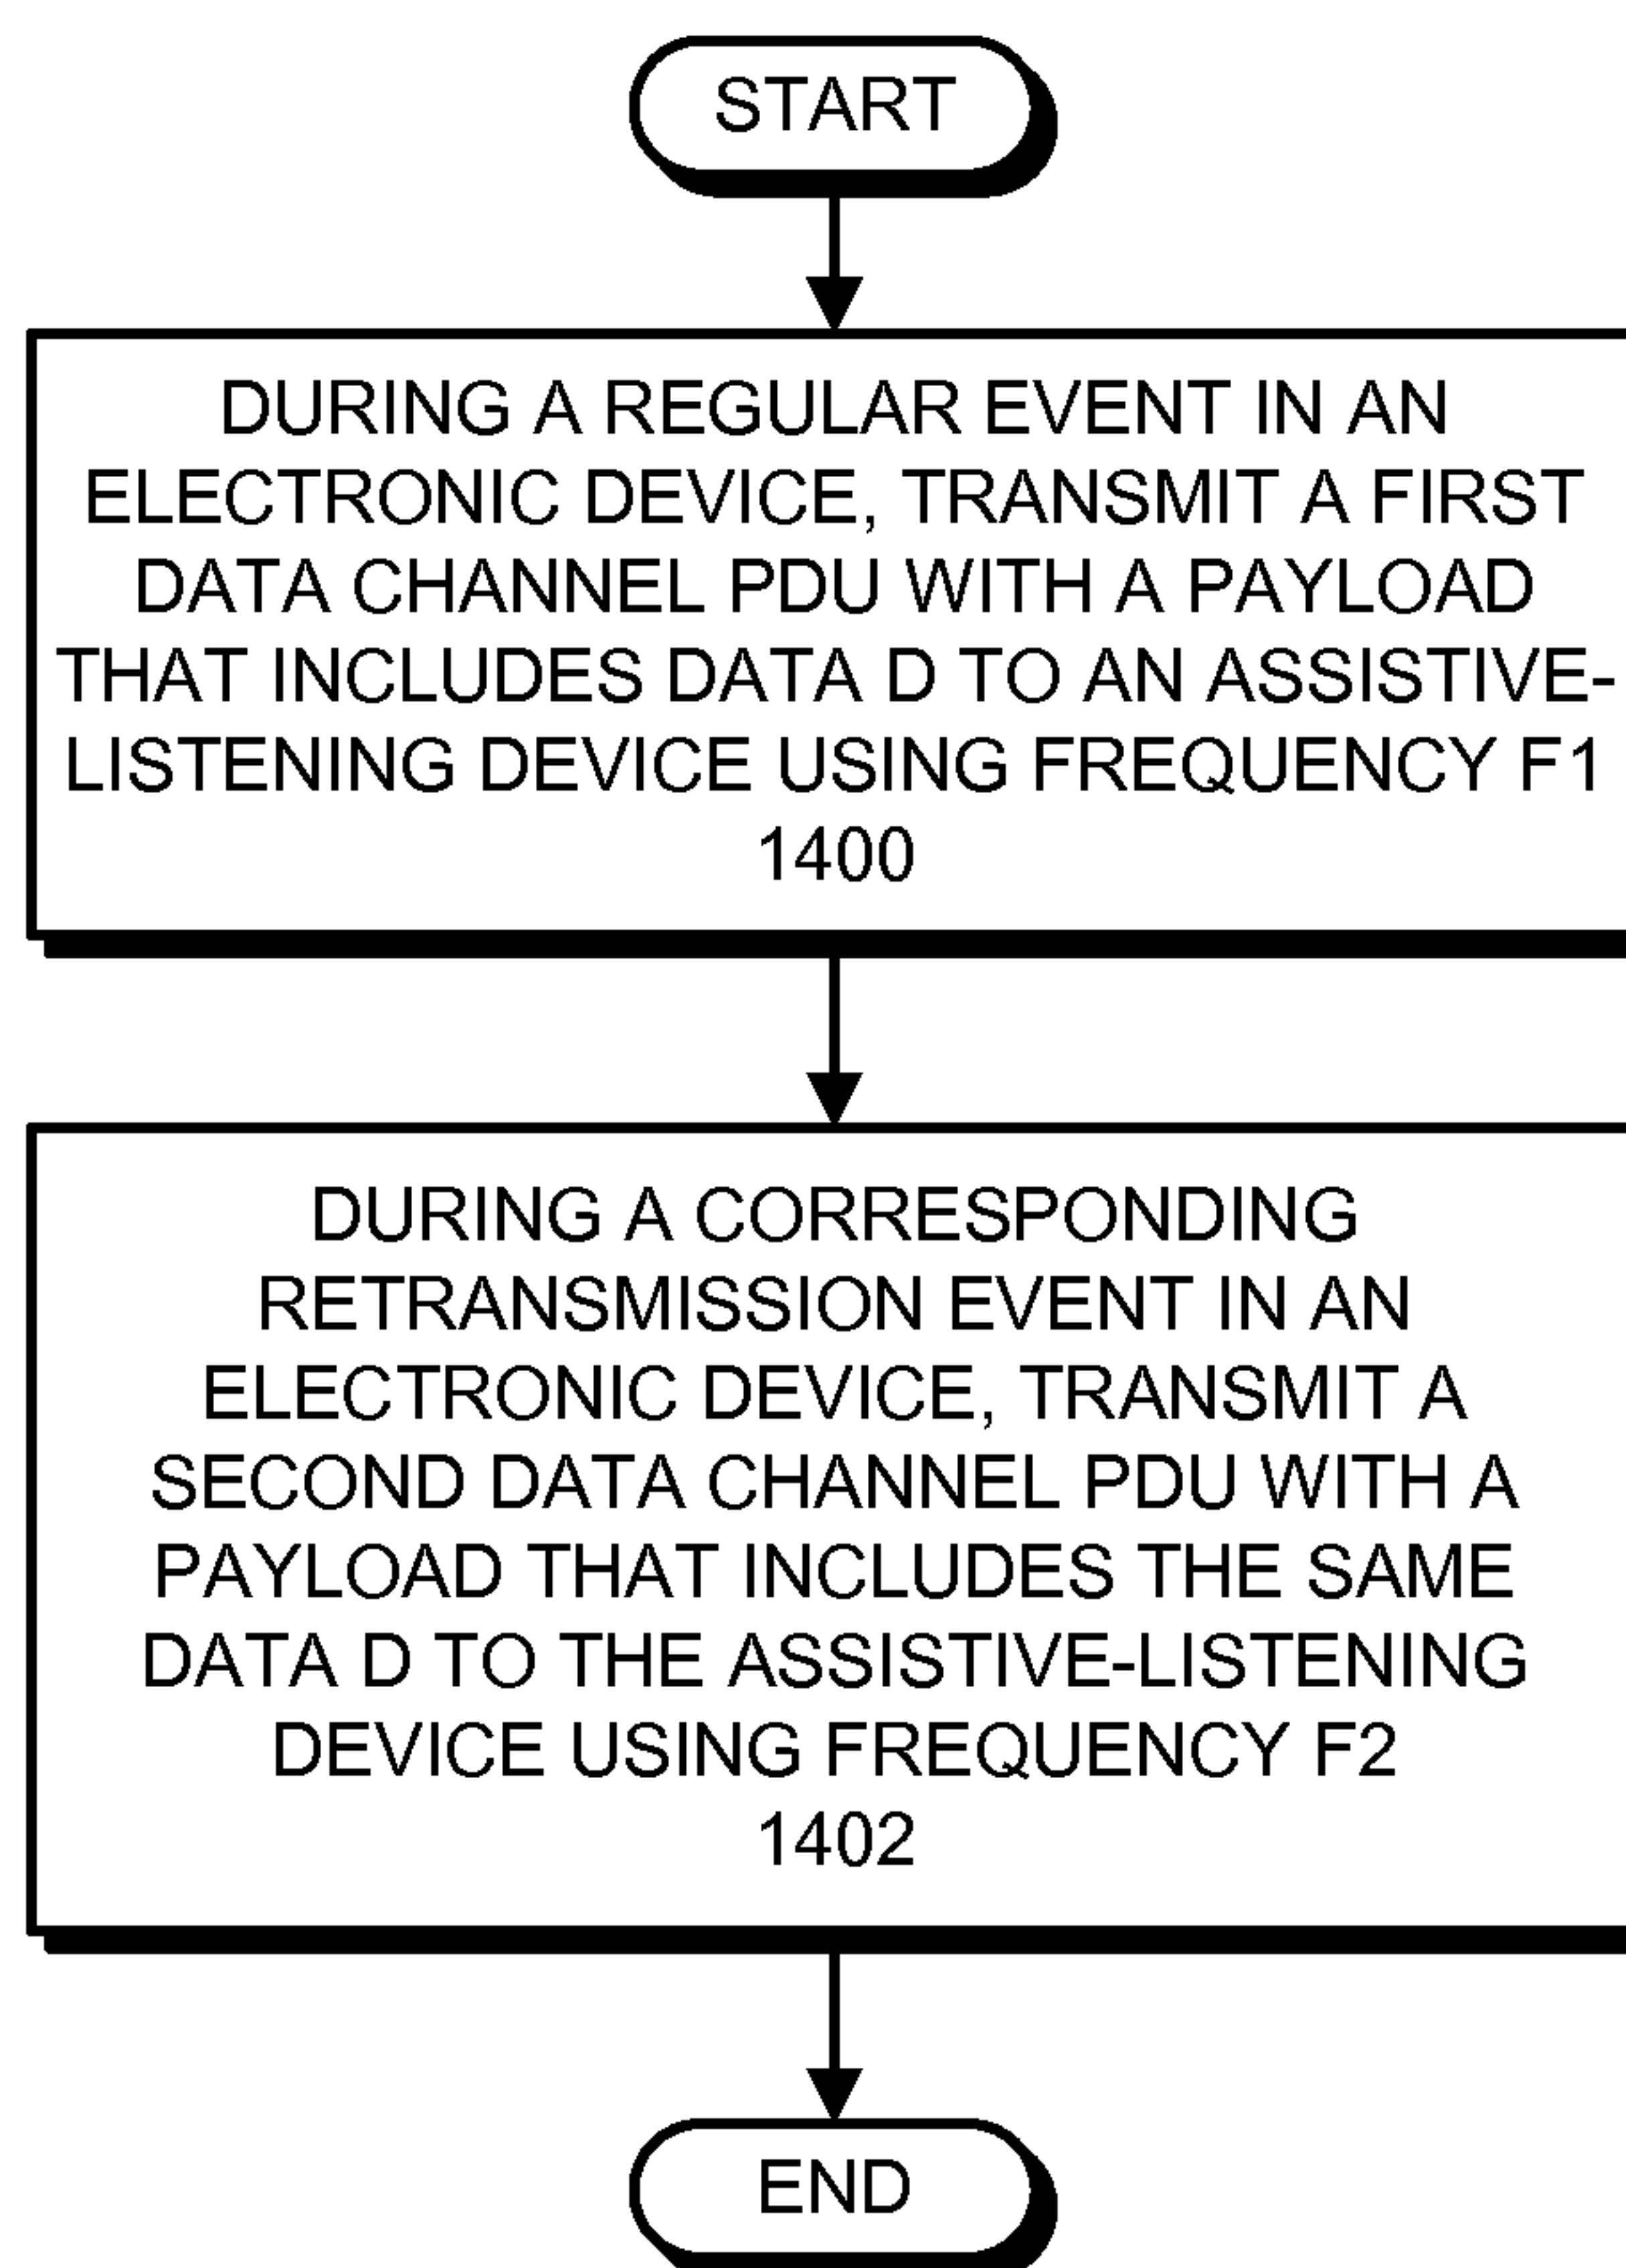 START
DURING A REGULAR EVENT IN AN
ELECTRONIC DEVICE, TRANSMIT A FIRST
DATA CHANNEL PDU WITH A PAYLOAD
THAT INCLUDES DATA D TO AN ASSISTIVE-
LISTENING DEVICE USING FREQUENCY F1
1400
DURING A CORRESPONDING
RETRANSMISSION EVENT IN AN
ELECTRONIC DEVICE, TRANSMIT A
SECOND DATA CHANNEL PDU WITH A
PAYLOAD THAT INCLUDES THE SAME
DATA D TO THE ASSISTIVE-LISTENING
DEVICE USING FREQUENCY F2
1402
END